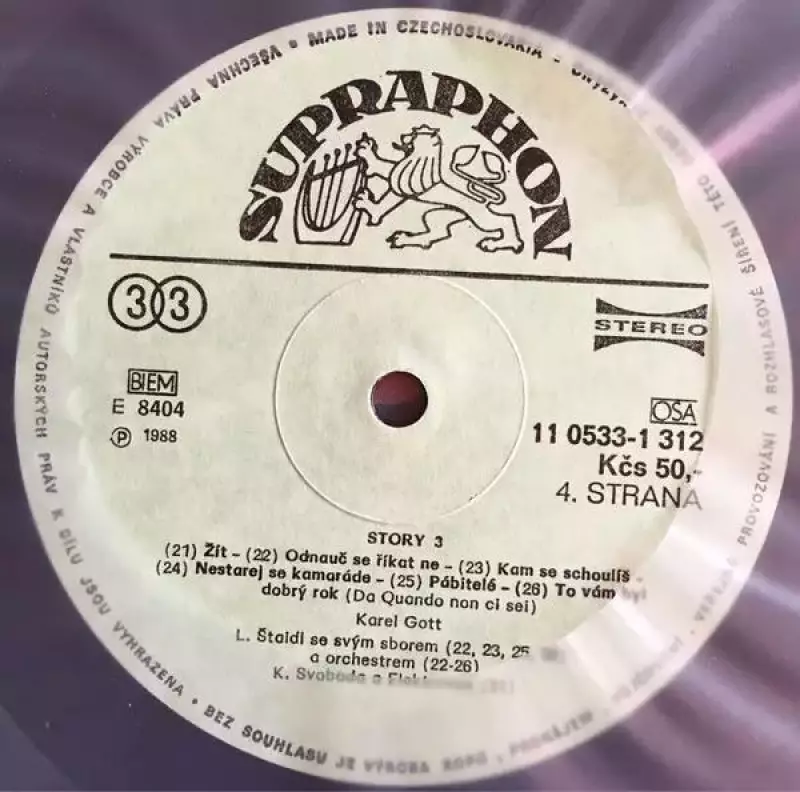 VŠECHNA PRÁVA VÝROBCE A VLASTNÍKŮ AUTORSKÝCH PRÁV K DÍLU JSOU VYHRAZENA • BEZ SOUHLASU JE VÝROBA KOPIÍ
PROVOZOVÁNÍ A ROZHLASOVÉ ŠÍŘENÍ TÉTO
• MADE IN CZECHOSLOVAKIA •
SUPRAPHON
33
STEREO
BIEM
E 8404
℗ 1988
OSA
11 0533-1 312
Kčs 50,-
4. STRANA
STORY 3
(21) Žít – (22) Odnauč se říkat ne – (23) Kam se schoulíš -
(24) Nestarej se kamaráde – (25) Pábitelé – (26) To vám byl
dobrý rok (Da Quando non ci sei)
Karel Gott
L. Štaidl se svým sborem (22, 23, 25
a orchestrem (22-26)
K. Svoboda a